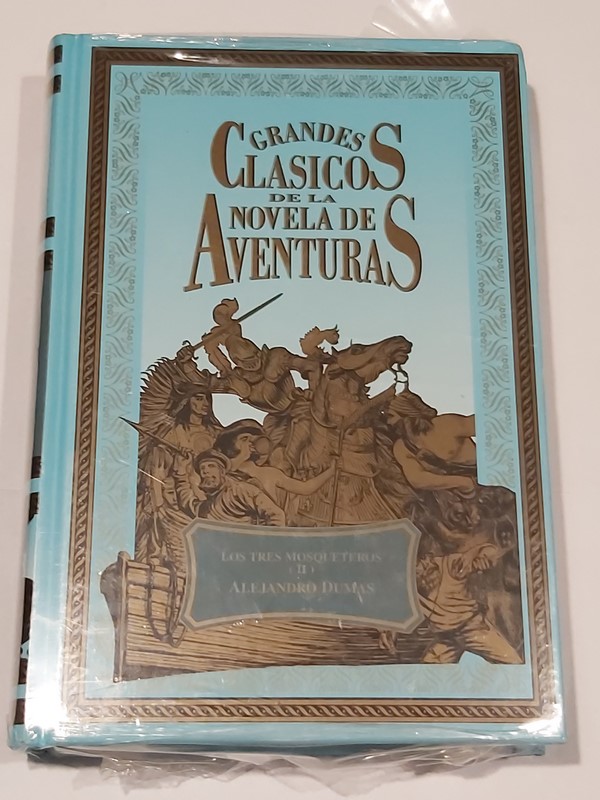 GRANDES
CLASICOS
DE LA
NOVELA DE
AVENTURAS
LOS TRES MOSQUETEROS
(II)
ALEJANDRO DUMAS